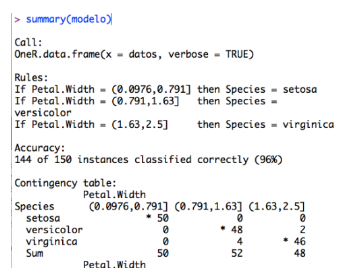 > summary(modelo)
Call:
OneR.data.frame(x = datos, verbose = TRUE)
Rules:
If Petal.Width = (0.0976,0.791] then Species = setosa
If Petal.Width = (0.791,1.63]   then Species =
versicolor
If Petal.Width = (1.63,2.5]     then Species = virginica
Accuracy:
144 of 150 instances classified correctly (96%)
Contingency table:
            Petal.Width
Species      (0.0976,0.791] (0.791,1.63] (1.63,2.5]
  setosa               * 50            0          0
  versicolor              0         * 48          2
  virginica               0            4       * 46
  Sum                    50           52         48
            Petal.Width